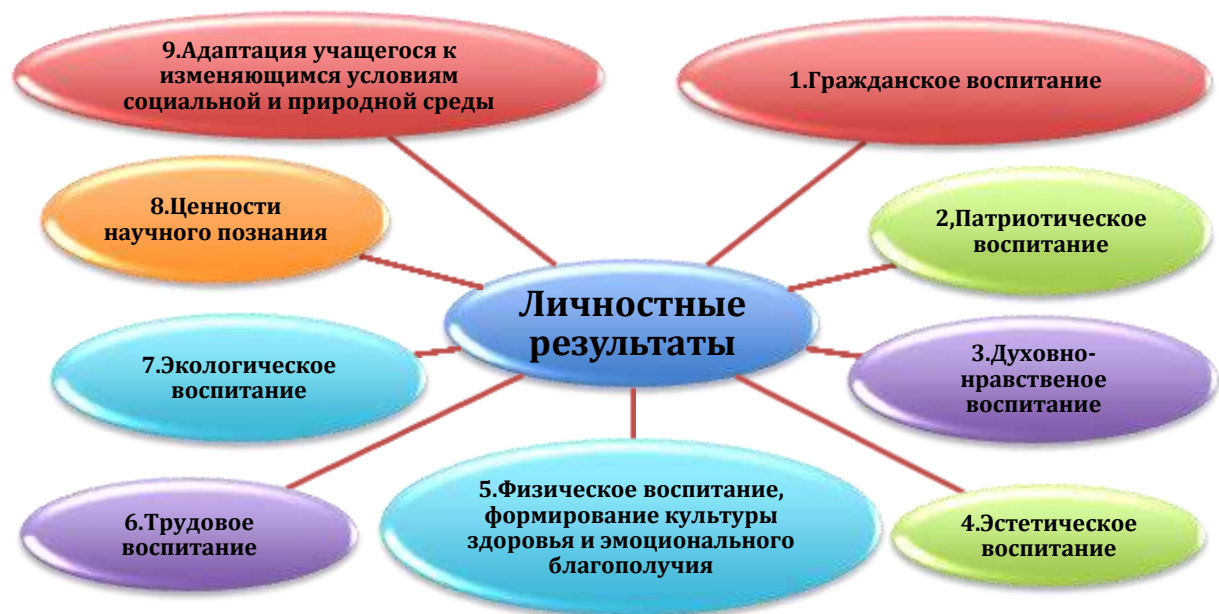 9.Адаптация учащегося к
изменяющимся условиям
социальной и природной среды
1.Гражданское воспитание
8.Ценности
научного познания
2,Патриотическое
воспитание
Личностные
результаты
7.Экологическое
воспитание
3.Духовно-
нравственое
воспитание
6.Трудовое
воспитание
5.Физическое воспитание,
формирование культуры
здоровья и эмоционального
благополучия
4.Эстетическое
воспитание